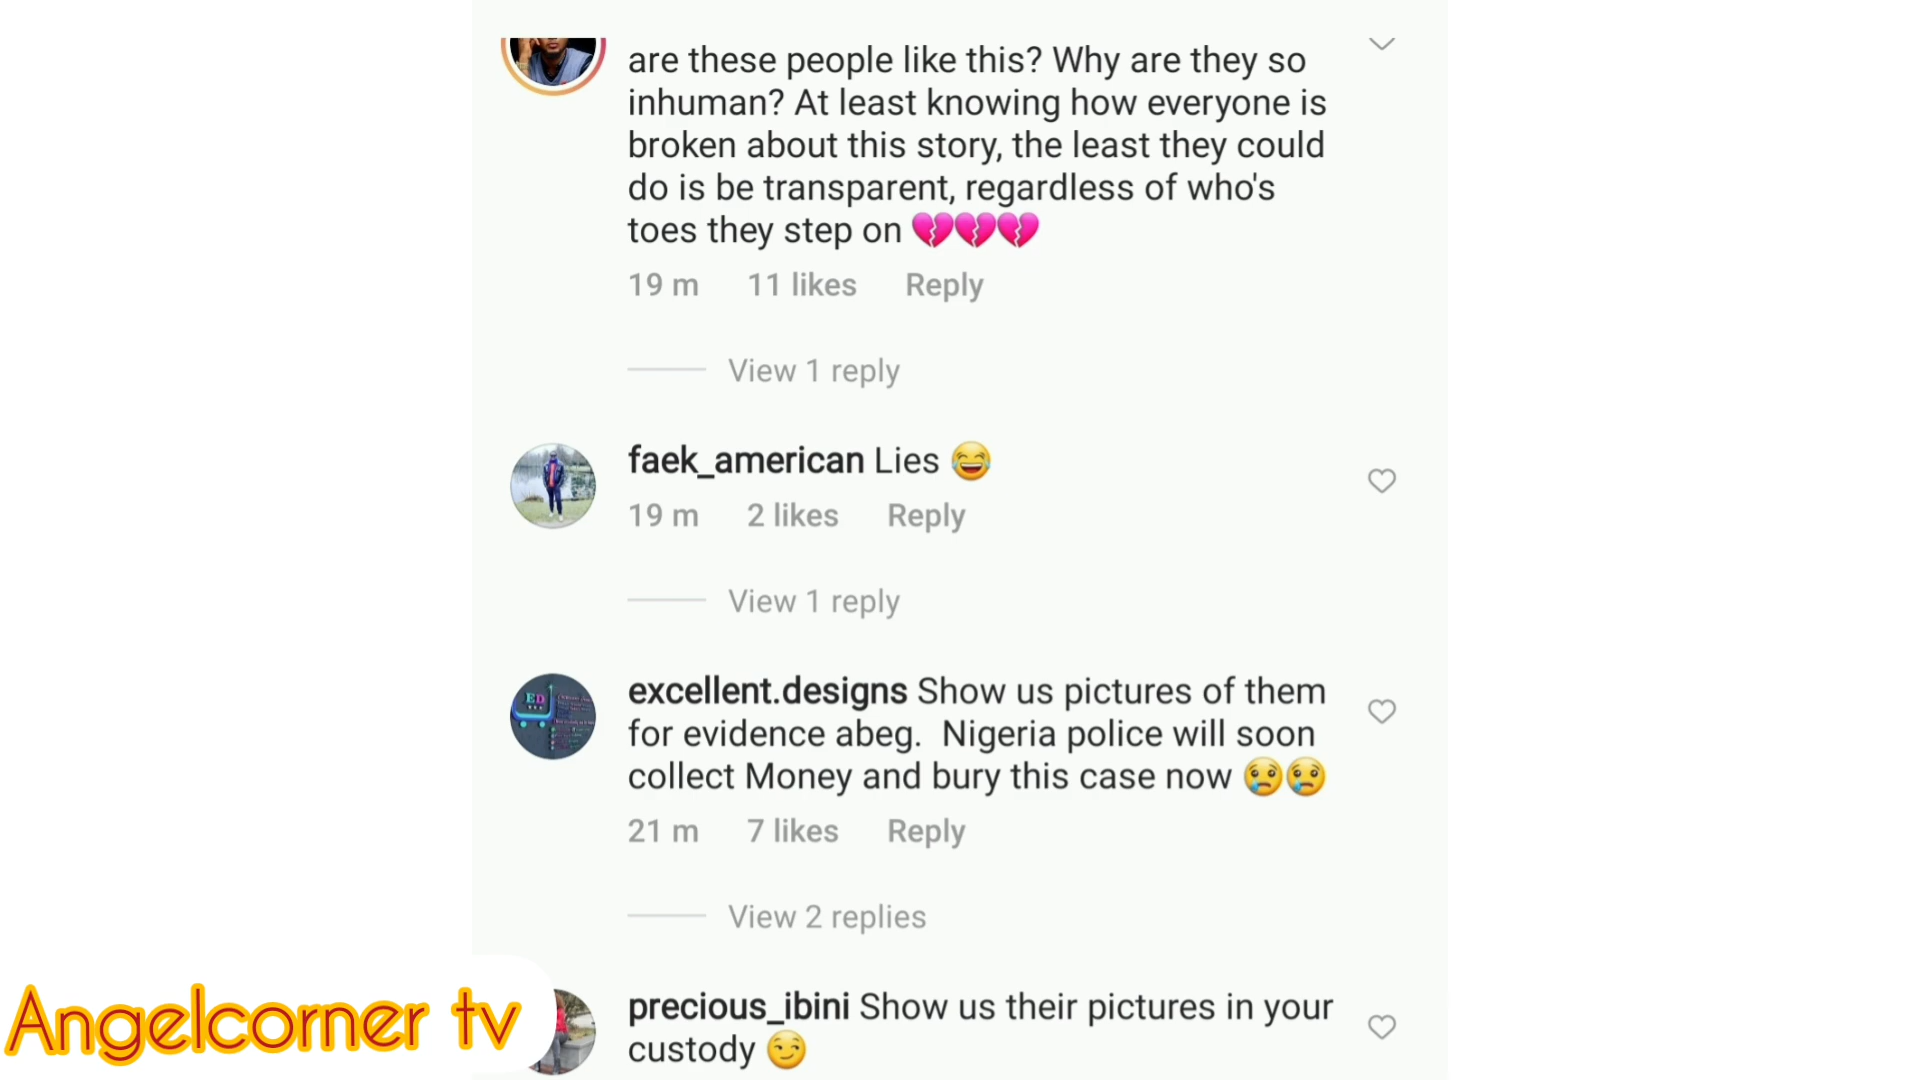 are these people like this? Why are they so
inhuman? At least knowing how everyone is
broken about this story, the least they could
do is be transparent, regardless of who's
toes they step on 💔💔💔
19 m 11 likes Reply
View 1 reply
faek_american Lies 😂
19 m 2 likes Reply
View 1 reply
excellent.designs Show us pictures of them
for evidence abeg. Nigeria police will soon
collect Money and bury this case now 😢😢
21 m 7 likes Reply
View 2 replies
precious_ibini Show us their pictures in your
custody 😏
Angelcorner tv
ED